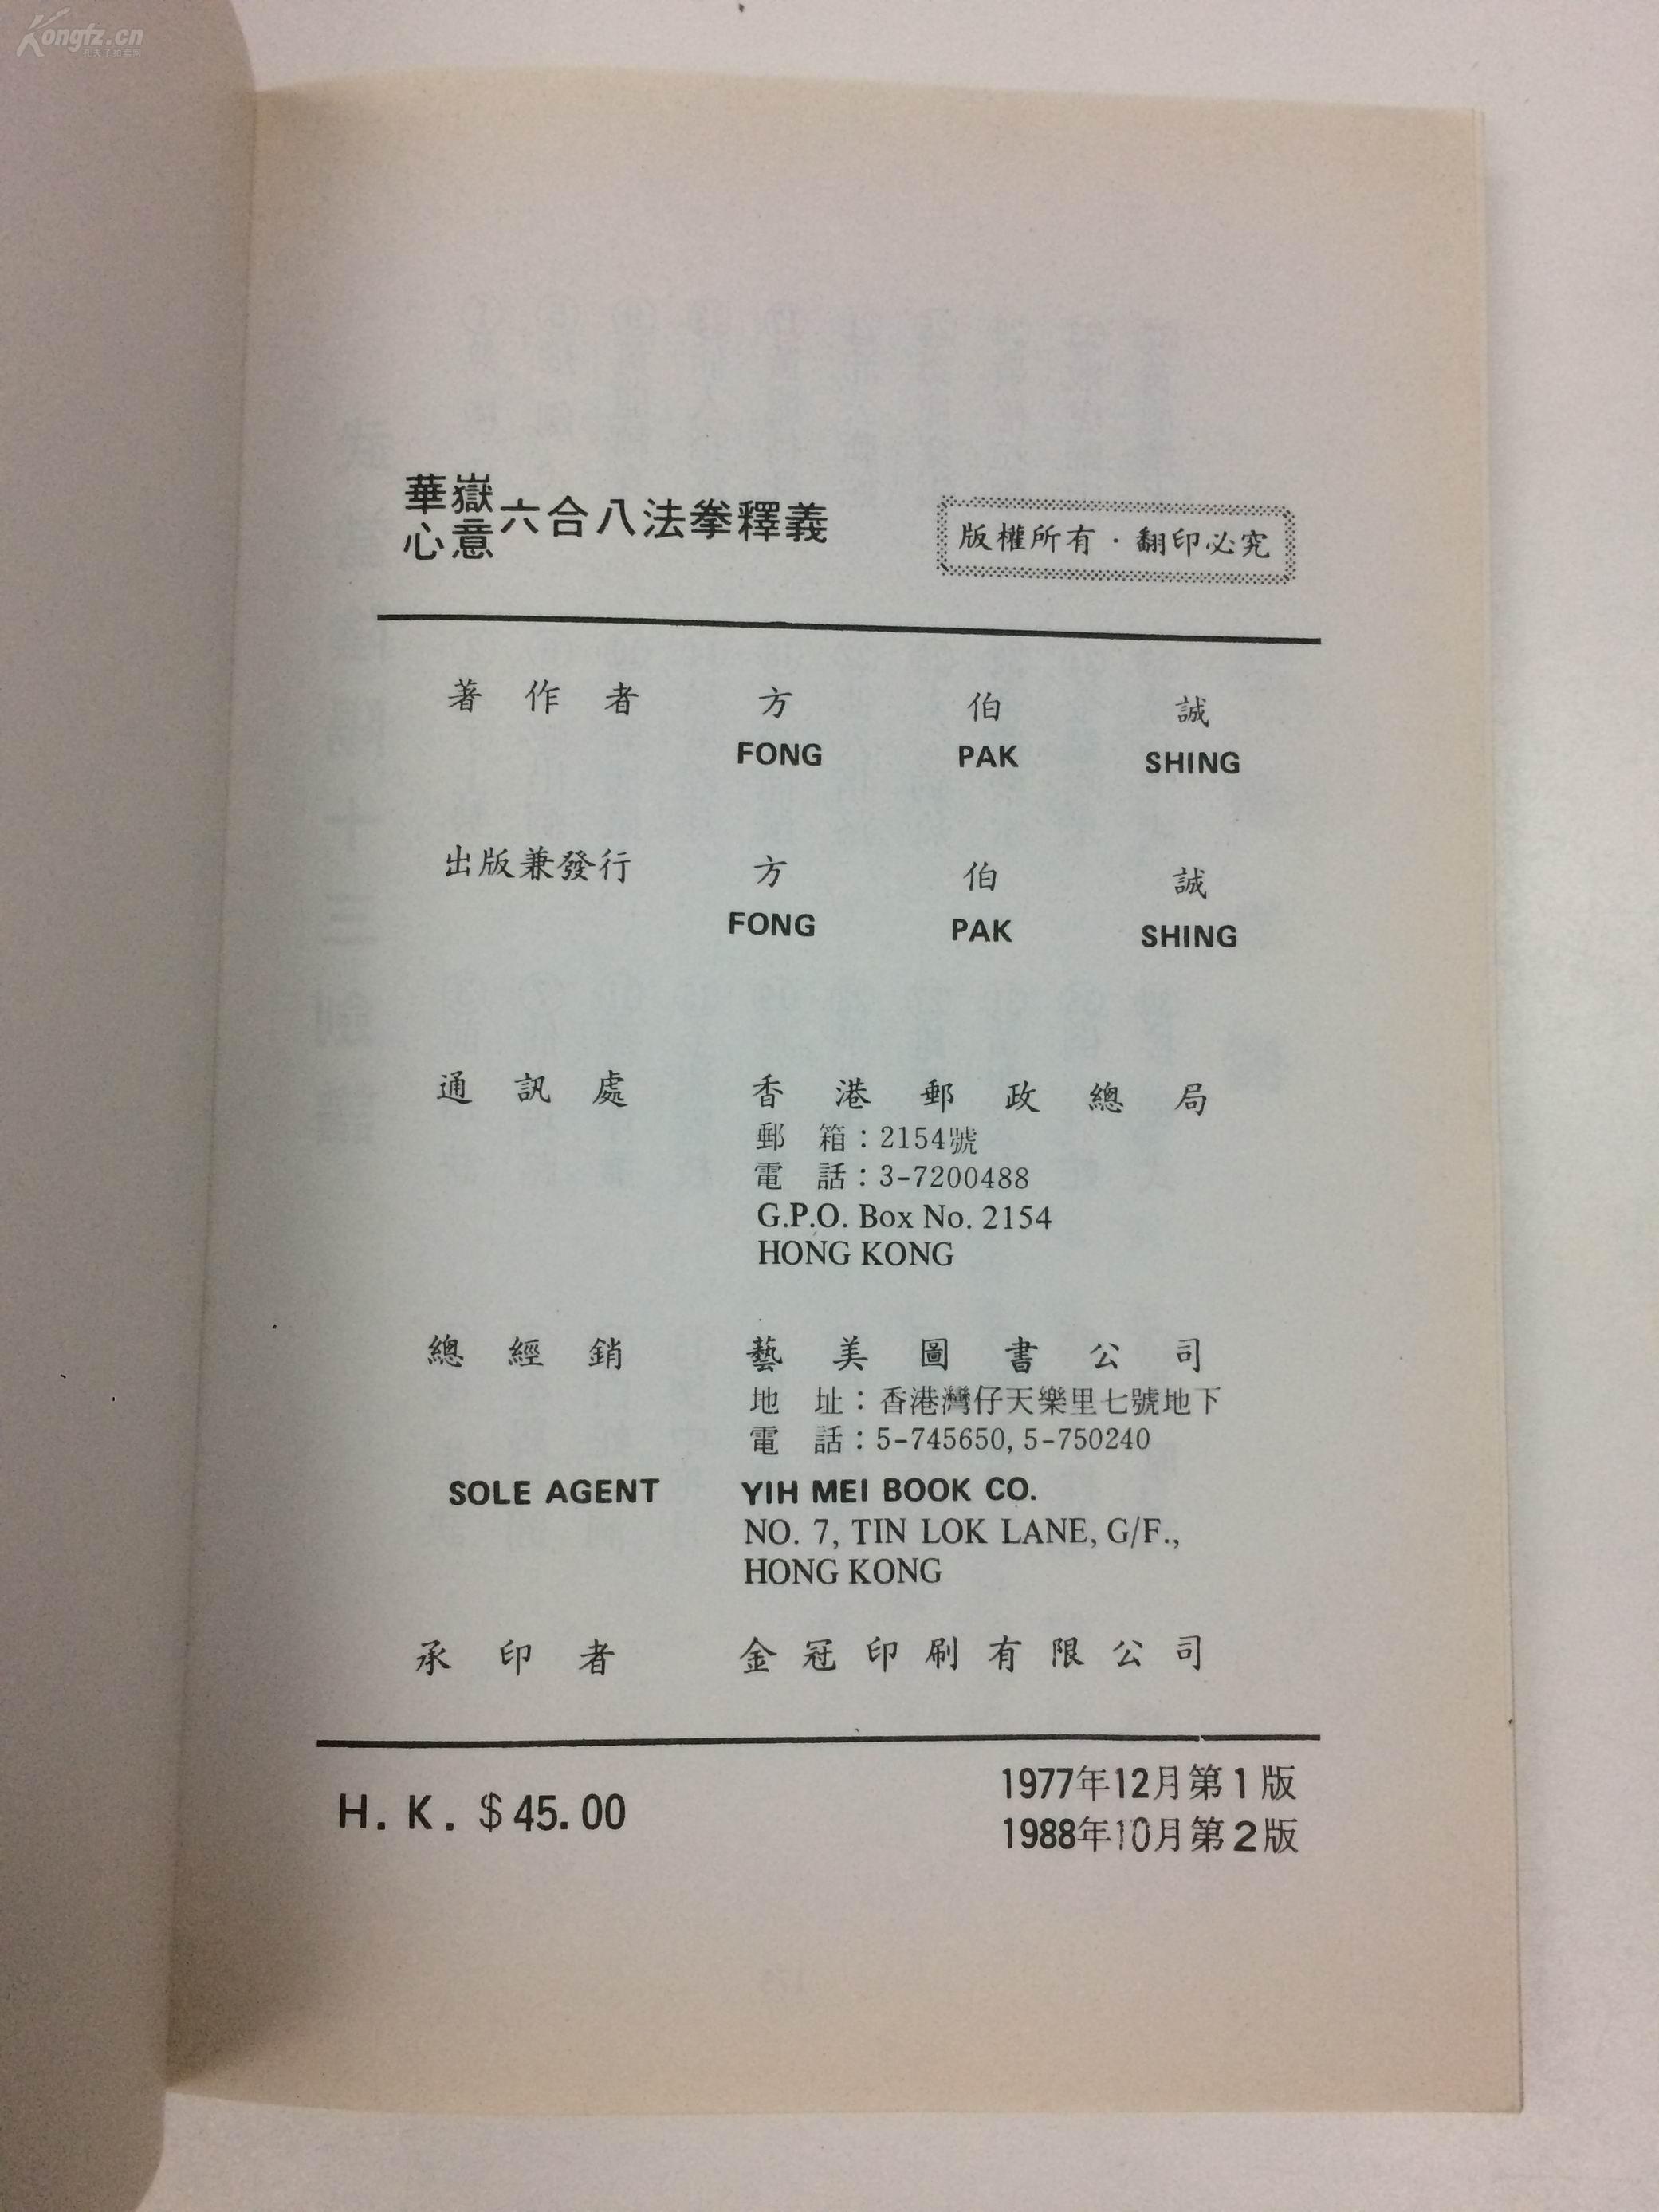 Kongfz.cn
華嶽
心意
六合八法拳釋義
版權所有·翻印必究
著作者 方 伯 誠
FONG PAK SHING
出版兼發行 方 伯 誠
FONG PAK SHING
通訊處 香港郵政總局
郵 箱：2154號
電 話：3-7200488
G.P.O. Box No. 2154
HONG KONG
總經銷 藝美圖書公司
地 址：香港灣仔天樂里七號地下
電 話：5-745650, 5-750240
SOLE AGENT YIH MEI BOOK CO.
NO. 7, TIN LOK LANE, G/F.,
HONG KONG
承印者 金冠印刷有限公司
H. K. $45.00
1977年12月第1版
1988年10月第2版